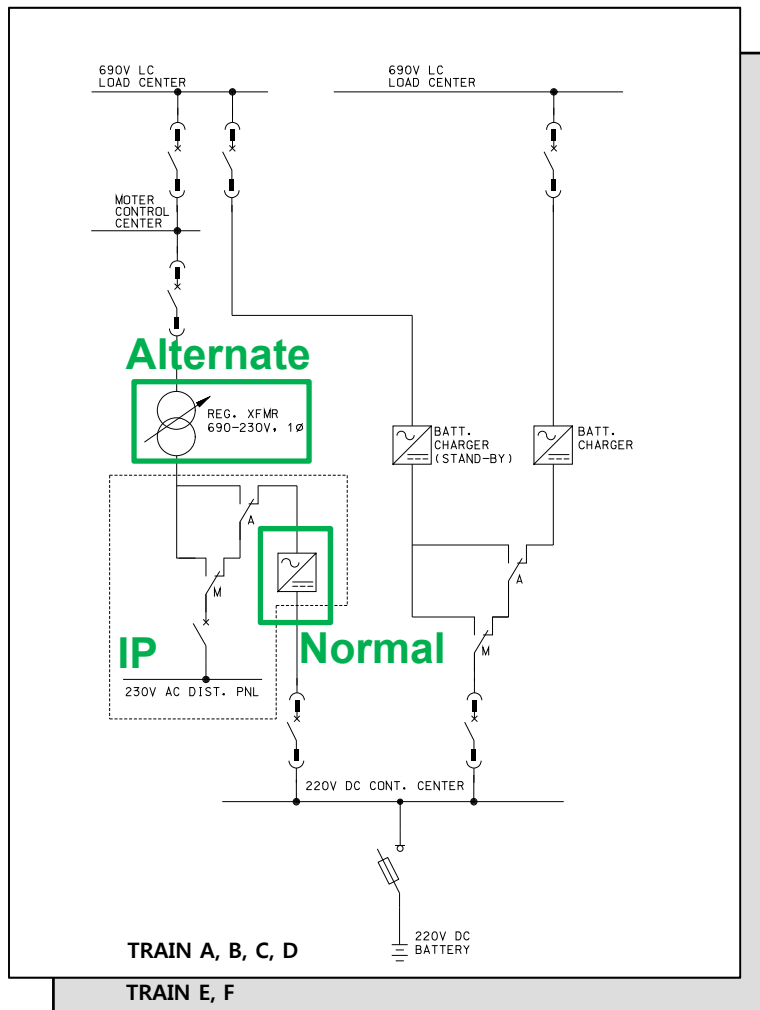 690V LC
LOAD CENTER
690V LC
LOAD CENTER
MOTER
CONTROL
CENTER
Alternate
REG. XFMR
690-230V, 1Ø
BATT.
CHARGER
(STAND-BY)
BATT.
CHARGER
A
A
M
M
IP
Normal
230V AC DIST. PNL
220V DC CONT. CENTER
220V DC
BATTERY
TRAIN A, B, C, D
TRAIN E, F